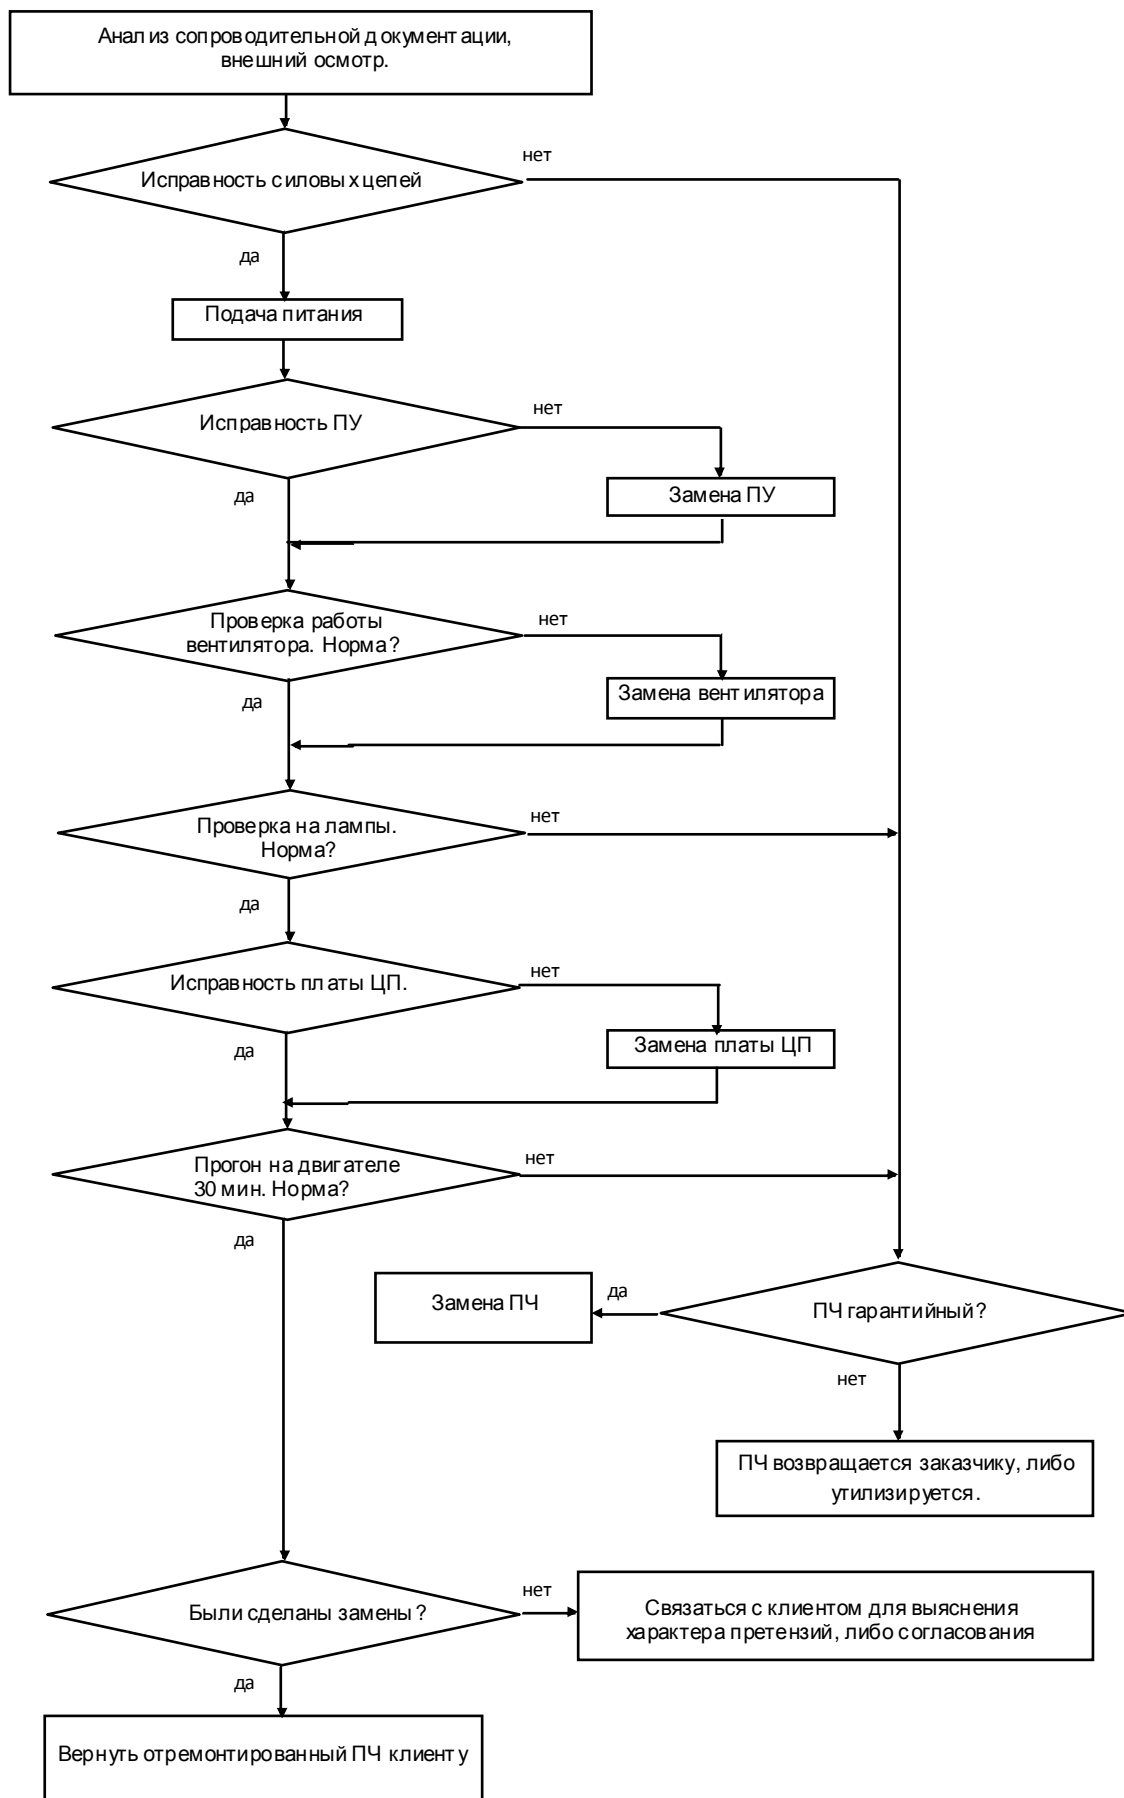 Анализ сопроводительной документации,
внешний осмотр.
нет
Исправность силовых цепей
да
Подача питания
нет
Исправность ПУ
да
Замена ПУ
нет
Проверка работы
вентилятора. Норма?
да
Замена вентилятора
нет
Проверка на лампы.
Норма?
да
нет
Исправность платы ЦП.
да
Замена платы ЦП
нет
Прогон на двигателе
30 мин. Норма?
да
Замена ПЧ
да
ПЧ гарантийный?
нет
ПЧ возвращается заказчику, либо
утилизируется.
нет
Были сделаны замены?
Связаться с клиентом для выяснения
характера претензий, либо согласования
да
Вернуть отремонтированный ПЧ клиенту